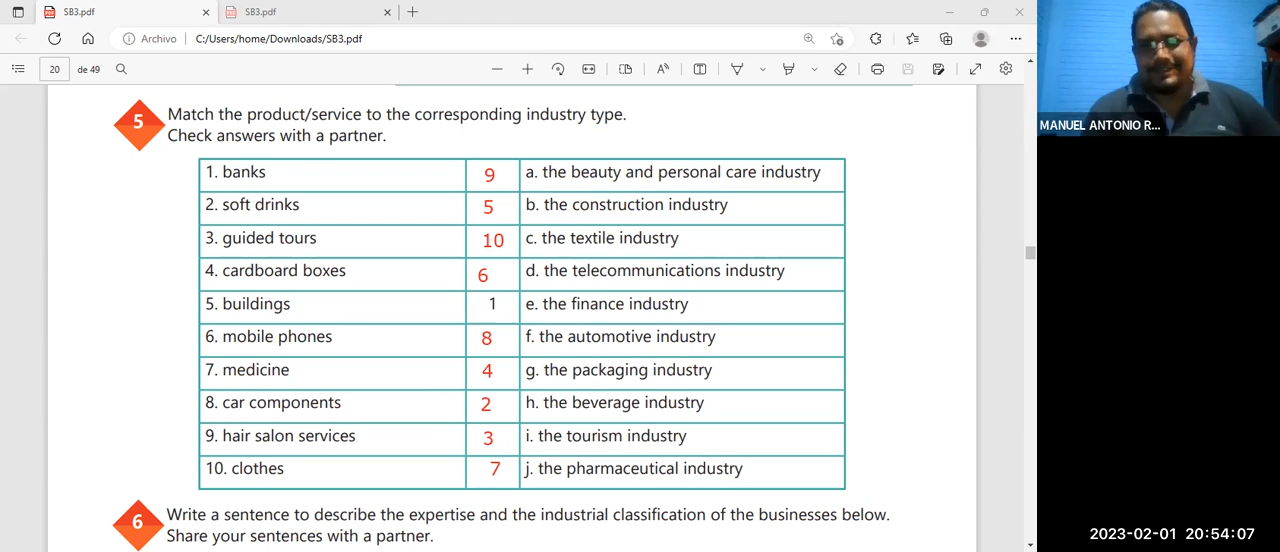 SB3.pdf
SB3.pdf
Archivo C:/Users/home/Downloads/SB3.pdf
20 de 49
5 Match the product/service to the corresponding industry type.
Check answers with a partner.
1. banks 9 a. the beauty and personal care industry
2. soft drinks 5 b. the construction industry
3. guided tours 10 c. the textile industry
4. cardboard boxes 6 d. the telecommunications industry
5. buildings 1 e. the finance industry
6. mobile phones 8 f. the automotive industry
7. medicine 4 g. the packaging industry
8. car components 2 h. the beverage industry
9. hair salon services 3 i. the tourism industry
10. clothes 7 j. the pharmaceutical industry
6 Write a sentence to describe the expertise and the industrial classification of the businesses below.
Share your sentences with a partner.
MANUEL ANTONIO R...
2023-02-01 20:54:07